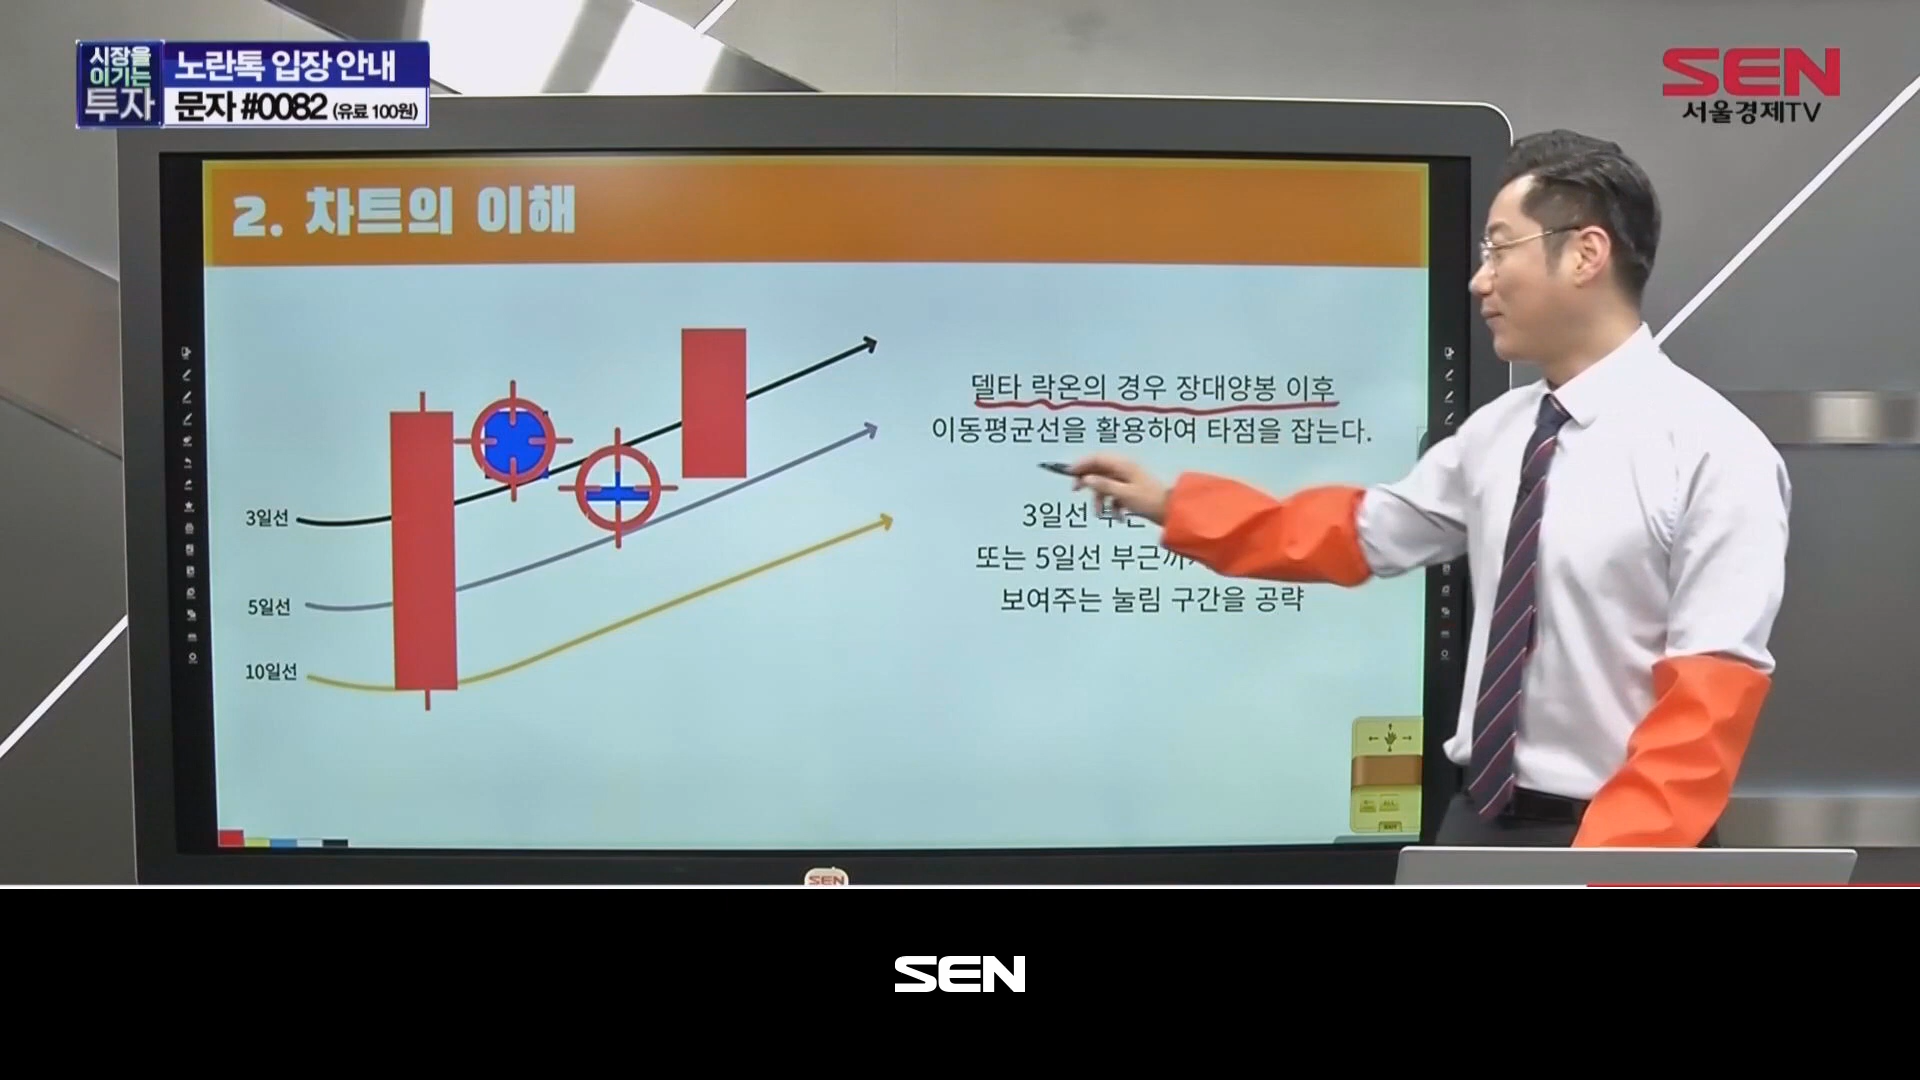 시장을
이기는
투자
노란톡 입장 안내
문자 #0082 (유료 100원)
SEN
서울경제TV
2. 차트의 이해
델타 락온의 경우 장대양봉 이후
이동평균선을 활용하여 타점을 잡는다.
3일선
또는 5일선
보여주는 눌림 구간을 공략
3일선
5일선
10일선
SEN
SEN